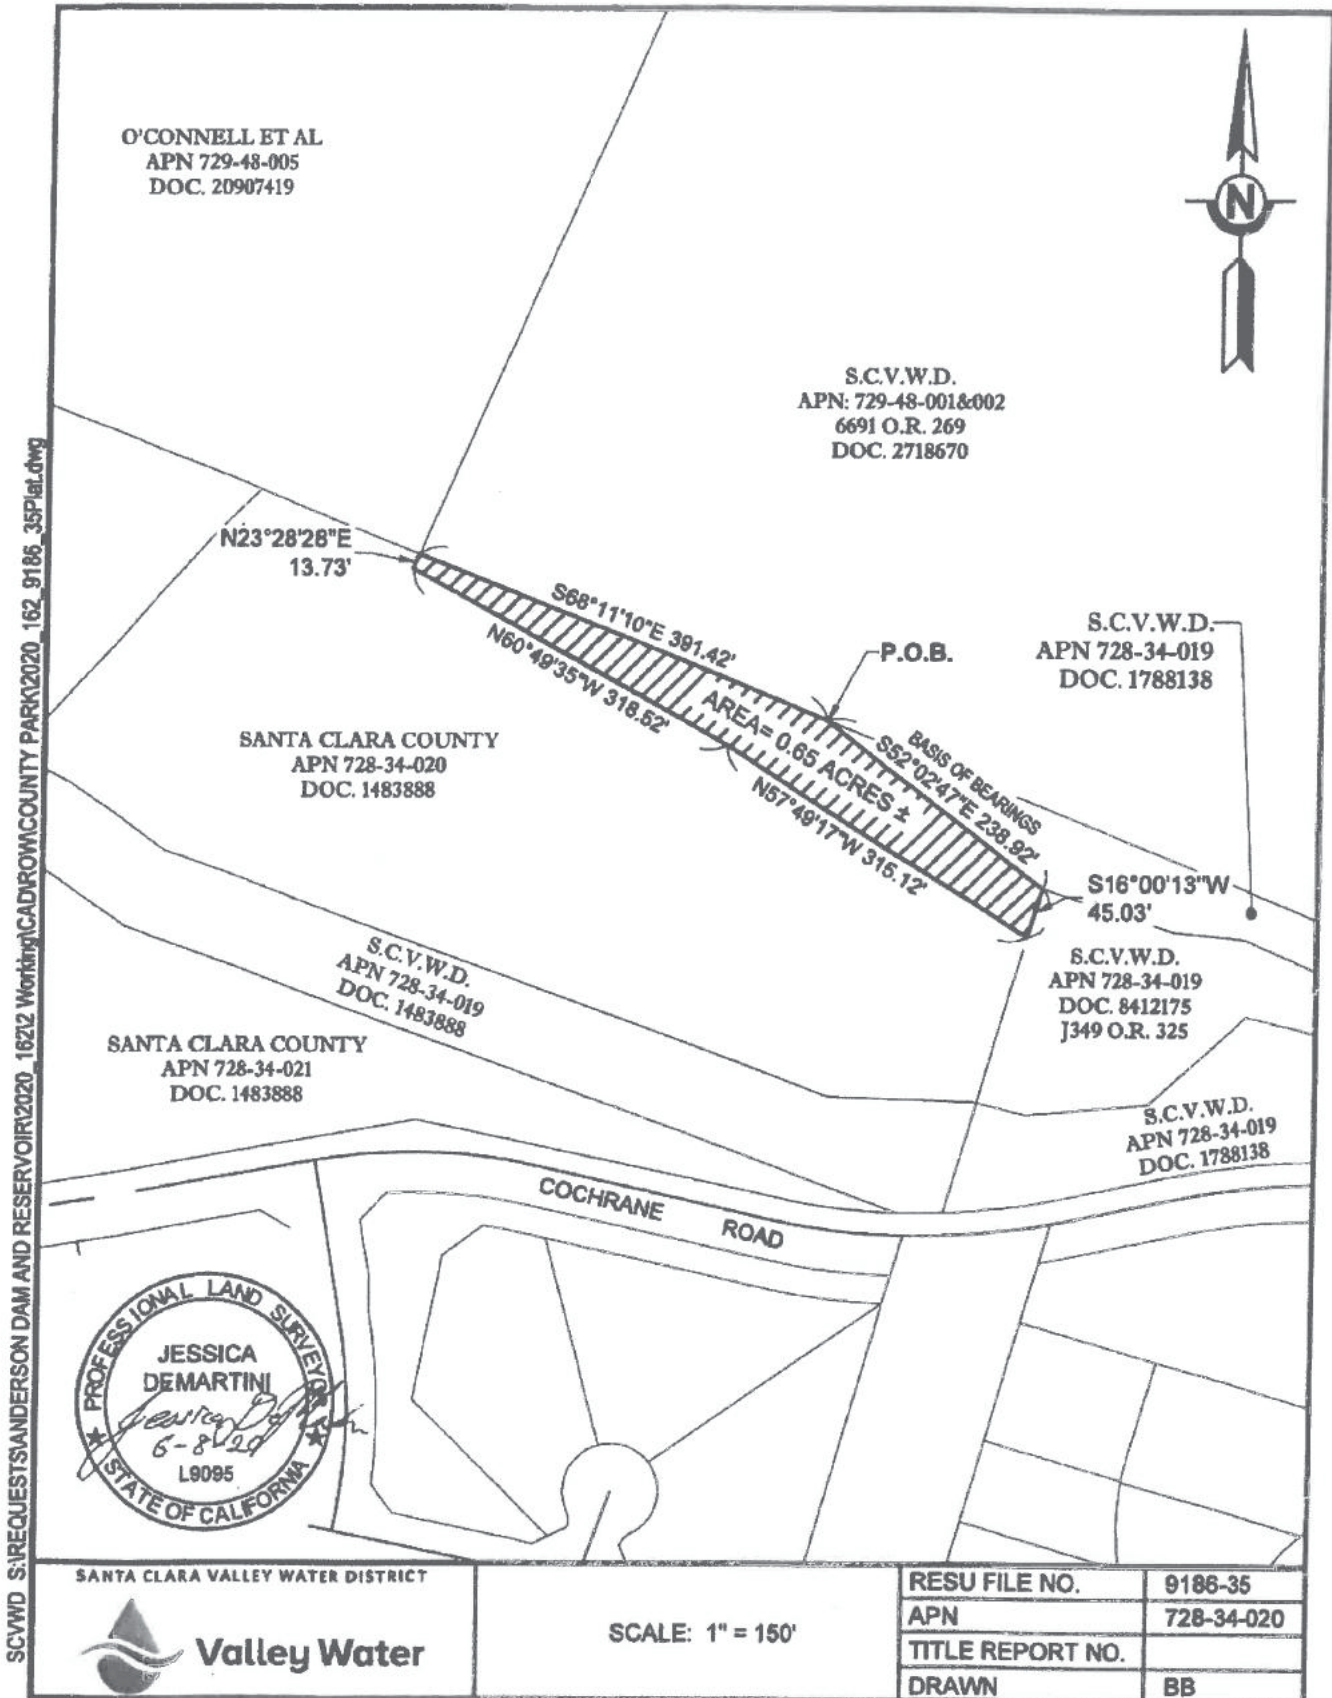 O'CONNELL ET AL
APN 729-48-005
DOC. 20907419
N
S.C.V.W.D.
APN: 729-48-001&002
6691 O.R. 269
DOC. 2718670
N23°28'28"E
13.73'
S68°11'10"E 391.42'
P.O.B.
S.C.V.W.D.
APN 728-34-019
DOC. 1788138
N60°49'35"W 318.52'
AREA= 0.65 ACRES ±
BASIS OF BEARINGS
S52°02'47"E 238.92'
N57°49'17"W 315.12'
SANTA CLARA COUNTY
APN 728-34-020
DOC. 1483888
S16°00'13"W
45.03'
S.C.V.W.D.
APN 728-34-019
DOC. 8412175
J349 O.R. 325
S.C.V.W.D.
APN 728-34-019
DOC. 1483888
SANTA CLARA COUNTY
APN 728-34-021
DOC. 1483888
S.C.V.W.D.
APN 728-34-019
DOC. 1788138
COCHRANE ROAD
PROFESSIONAL LAND SURVEYOR
JESSICA
DEMARTINI
L9095
STATE OF CALIFORNIA
SCVWD S:\REQUESTS\ANDERSON DAM AND RESERVOIR\2020_162\2 Working\CAD\ROW\COUNTY PARK\2020_162_9186_35Plat.dwg
SANTA CLARA VALLEY WATER DISTRICT
Valley Water
SCALE: 1" = 150'
RESU FILE NO. 9186-35
APN 728-34-020
TITLE REPORT NO.
DRAWN BB